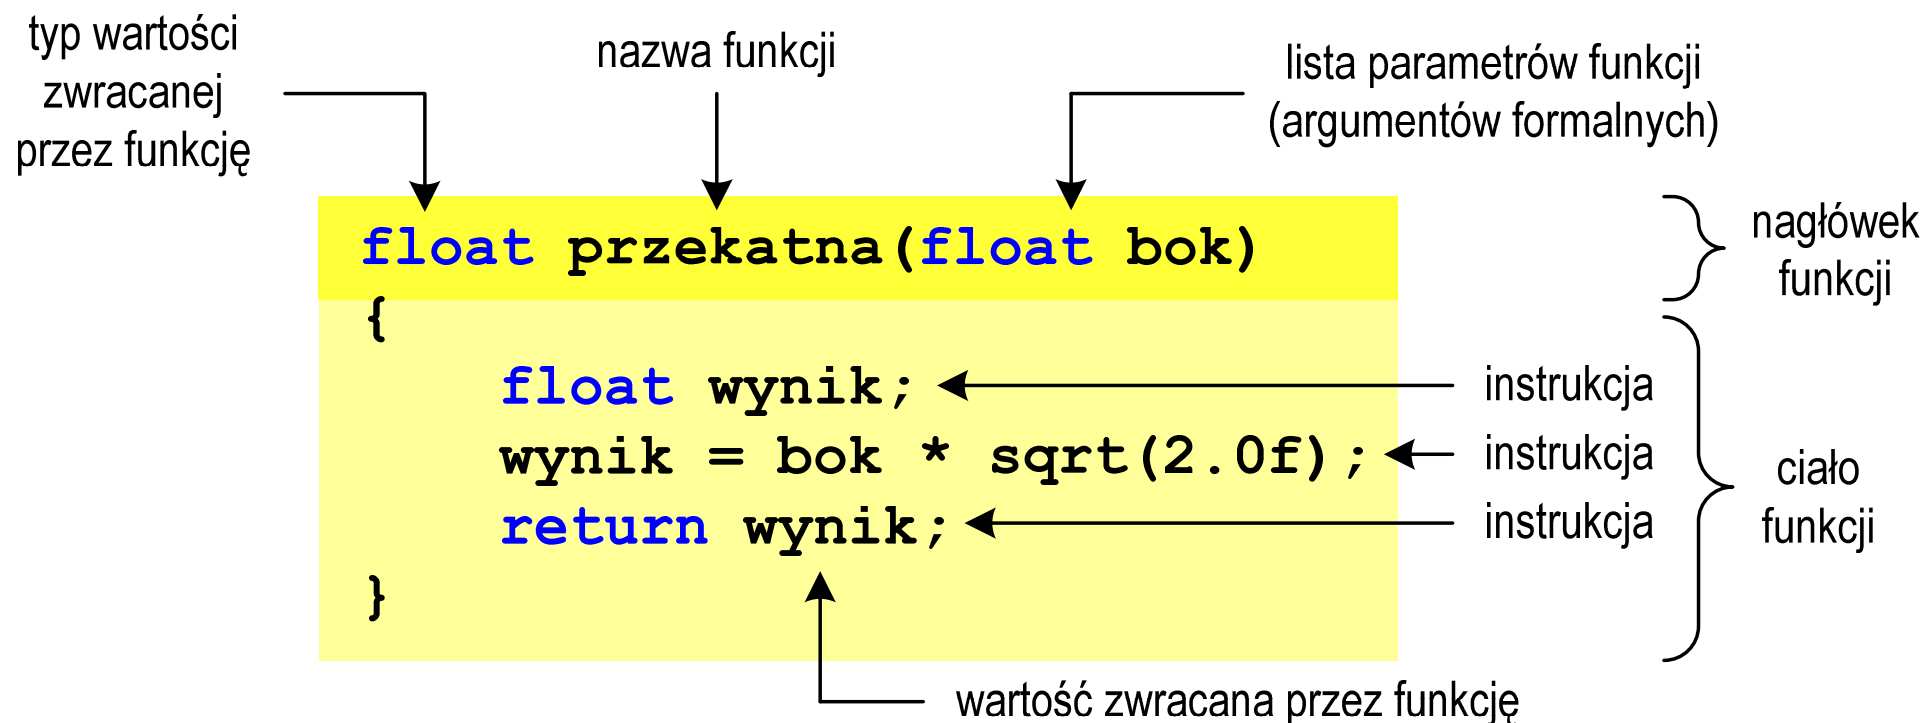 typ wartości
zwracanej
przez funkcję
nazwa funkcji
lista parametrów funkcji
(argumentów formalnych)
float przekatna(float bok)
nagłówek
funkcji
{
float wynik;
instrukcja
wynik = bok * sqrt(2.0f);
instrukcja
return wynik;
instrukcja
ciało
funkcji
}
wartość zwracana przez funkcję